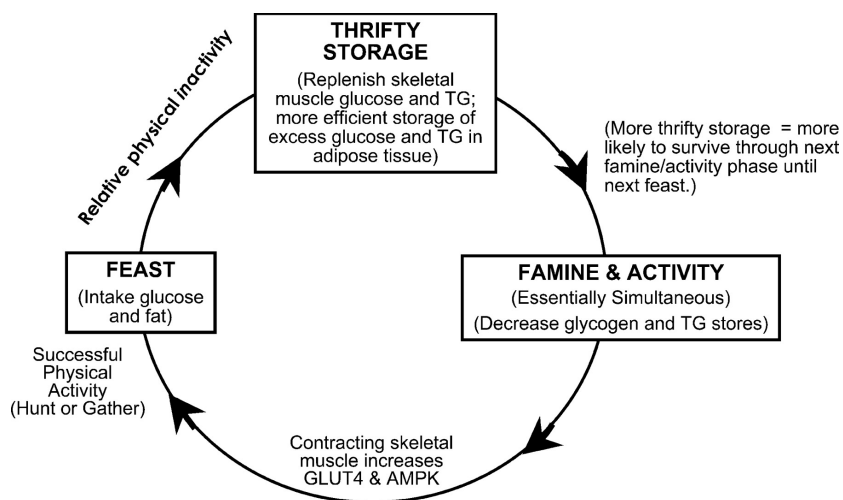 THRIFTY
STORAGE
(Replenish skeletal
muscle glucose and TG;
more efficient storage of
excess glucose and TG in
adipose tissue)
Relative physical inactivity
(More thrifty storage = more
likely to survive through next
famine/activity phase until
next feast.)
FEAST
(Intake glucose
and fat)
FAMINE & ACTIVITY
(Essentially Simultaneous)
(Decrease glycogen and TG stores)
Successful
Physical
Activity
(Hunt or Gather)
Contracting skeletal
muscle increases
GLUT4 & AMPK